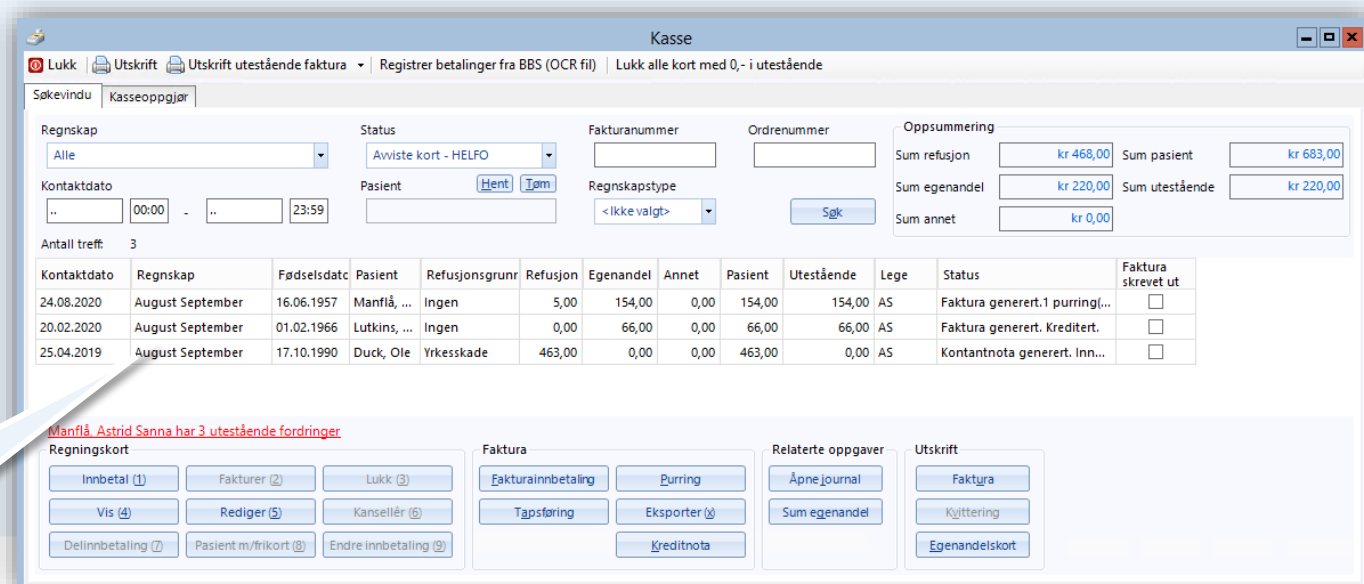 Kasse
Lukk Utskrift Utskrift utestående faktura Registrer betalinger fra BBS (OCR fil) Lukk alle kort med 0,- i utestående
Søkevindu Kasseoppgjør
Regnskap Status Fakturanummer Ordrenummer Oppsummering
Alle Avviste kort - HELFO Sum refusjon kr 468,00 Sum pasient kr 683,00
Kontaktdato Pasient Hent Tøm Regnskapstype Sum egenandel kr 220,00 Sum utestående kr 220,00
.. 00:00 - .. 23:59 <Ikke valgt> Søk Sum annet kr 0,00
Antall treff: 3
Kontaktdato Regnskap Fødselsdatc Pasient Refusjonsgrunr Refusjon Egenandel Annet Pasient Utestående Lege Status Faktura skrevet ut
24.08.2020 August September 16.06.1957 Manflå, ... Ingen 5,00 154,00 0,00 154,00 154,00 AS Faktura generert.1 purring(...
20.02.2020 August September 01.02.1966 Lutkins, ... Ingen 0,00 66,00 0,00 66,00 66,00 AS Faktura generert. Kreditert.
25.04.2019 August September 17.10.1990 Duck, Ole Yrkesskade 463,00 0,00 0,00 463,00 0,00 AS Kontantnota generert. Inn...
Manflå, Astrid Sanna har 3 utestående fordringer
Regningskort Faktura Relaterte oppgaver Utskrift
Innbetal (1) Fakturer (2) Lukk (3) Fakturainnbetaling Purring Åpne journal Faktura
Vis (4) Rediger (5) Kansellér (6) Tapsføring Eksporter (x) Sum egenandel Kvittering
Delinnbetaling (7) Pasient m/frikort (8) Endre innbetaling (9) Kreditnota Egenandelskort